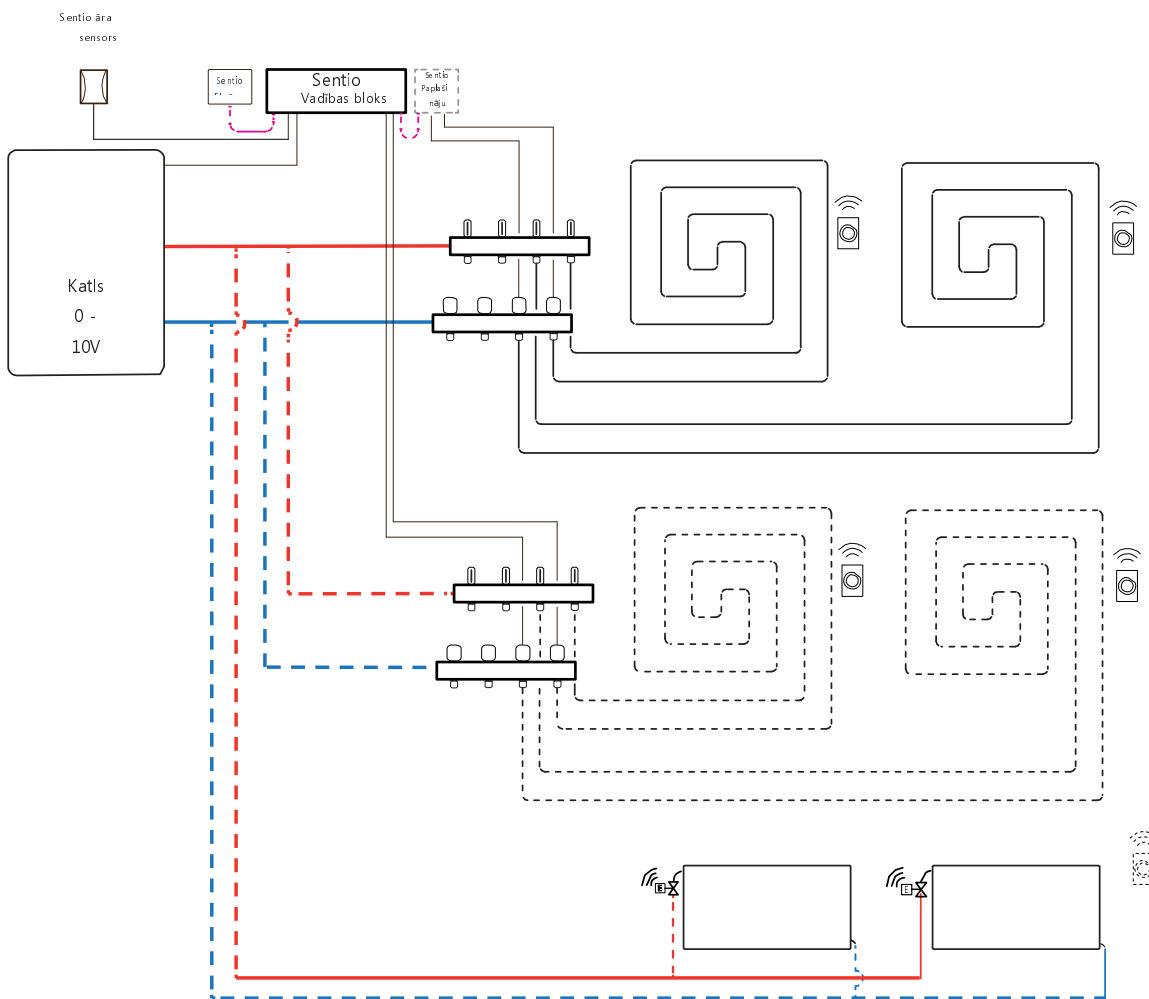 Sentio āra
sensors
Sentio
Sentio
Vadības bloks
Sentio
Paplaši
nāju
Katls
0 -
10V
E
E